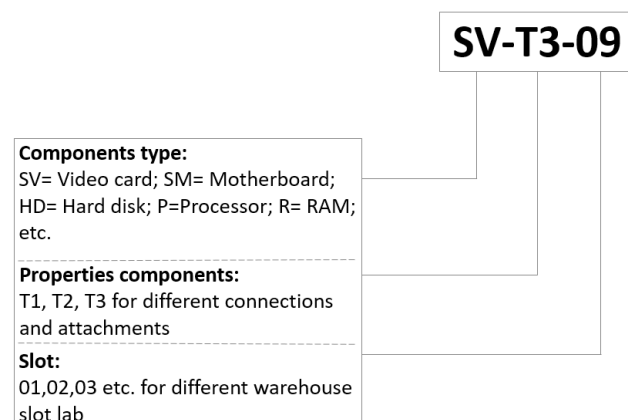 SV-T3-09
Components type:
SV= Video card; SM= Motherboard;
HD= Hard disk; P=Processor; R= RAM;
etc.
Properties components:
T1, T2, T3 for different connections
and attachments
Slot:
01,02,03 etc. for different warehouse
slot lab